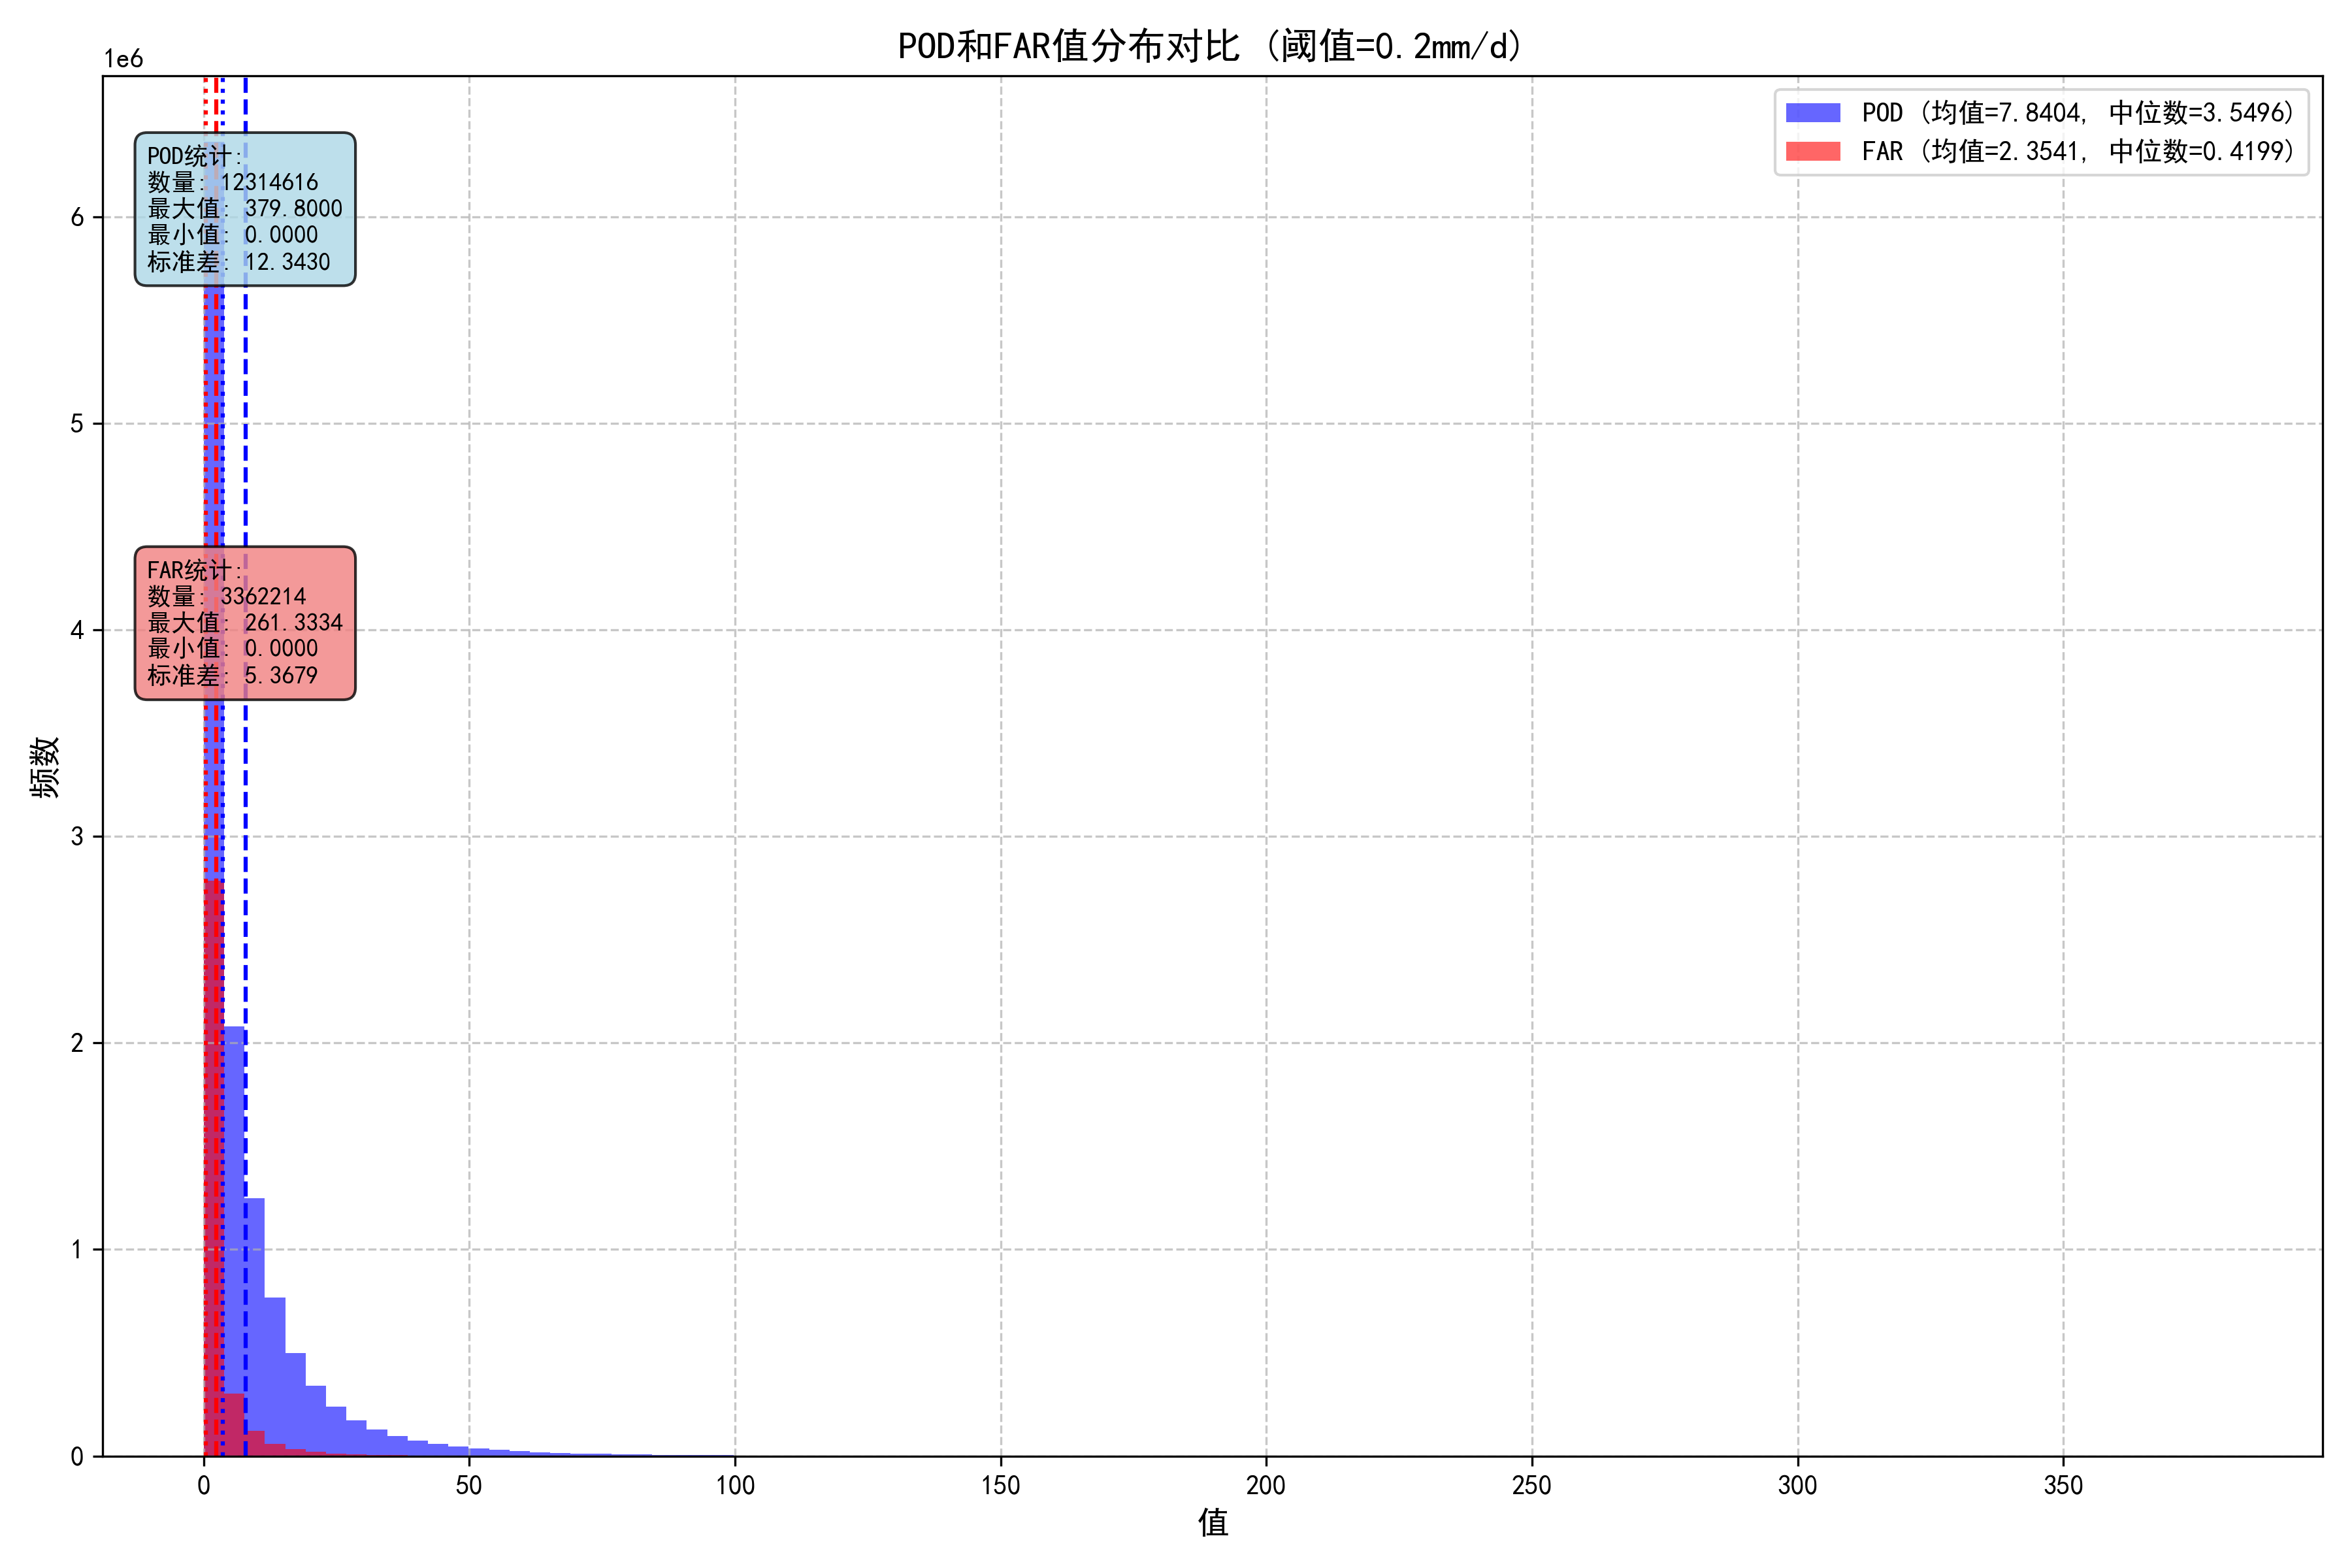 POD和FAR值分布对比 (阈值=0.2mm/d)
1e6
POD (均值=7.8404, 中位数=3.5496)
FAR (均值=2.3541, 中位数=0.4199)
POD统计:
数量: 12314616
最大值: 379.8000
最小值: 0.0000
标准差: 12.3430
FAR统计:
数量: 3362214
最大值: 261.3334
最小值: 0.0000
标准差: 5.3679
频数
6
5
4
3
2
1
0
0 50 100 150 200 250 300 350
值